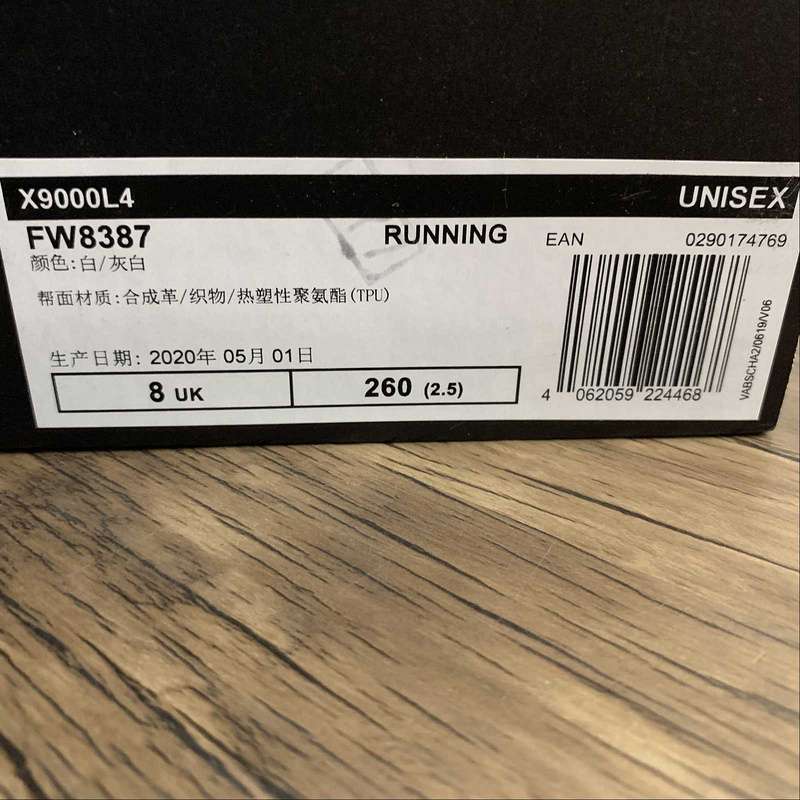 X9000L4 UNISEX
FW8387 RUNNING EAN 0290174769
颜色:白/灰白
帮面材质:合成革/织物/热塑性聚氨酯(TPU)
生产日期: 2020年 05月 01日
8 UK 260 (2.5)
4 062059 224468
VABSCHA2/0619/V06